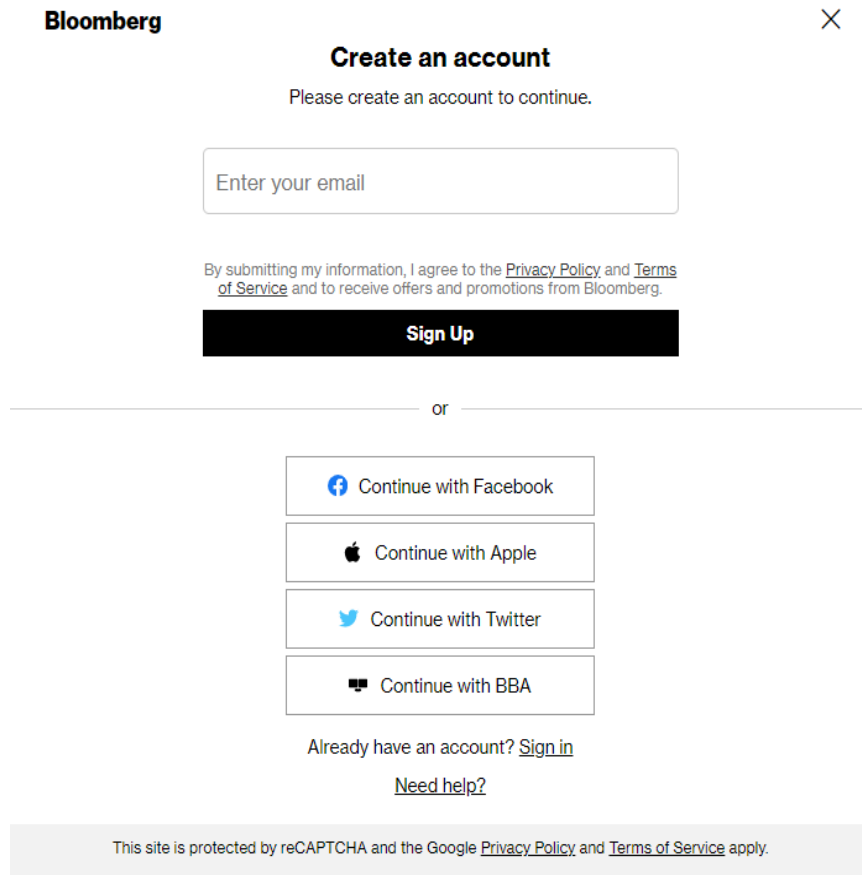 Bloomberg
Create an account
Please create an account to continue.
Enter your email
By submitting my information, I agree to the Privacy Policy and Terms
of Service and to receive offers and promotions from Bloomberg.
Sign Up
or
Continue with Facebook
Continue with Apple
Continue with Twitter
Continue with BBA
Already have an account? Sign in
Need help?
This site is protected by reCAPTCHA and the Google Privacy Policy and Terms of Service apply.